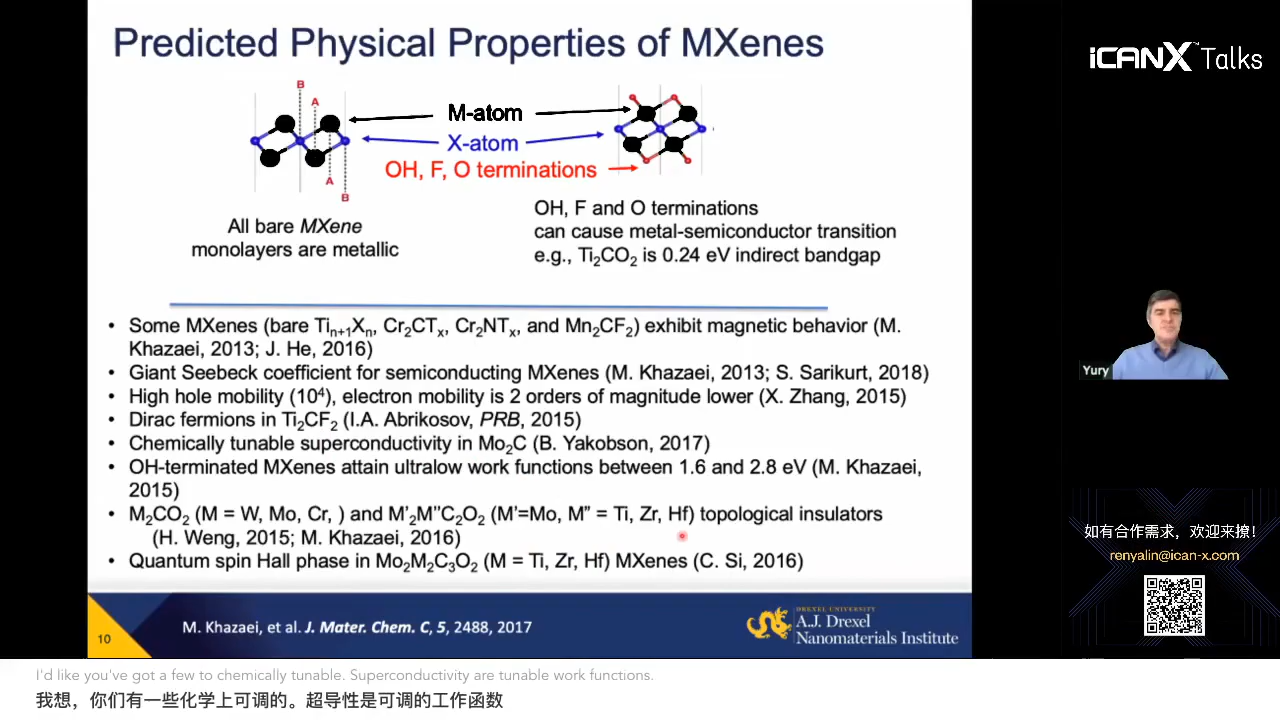 Predicted Physical Properties of MXenes
iCANX™ Talks
B
A
M-atom
X-atom
OH, F, O terminations
A
B
All bare MXene
monolayers are metallic
OH, F and O terminations
can cause metal-semiconductor transition
e.g., Ti₂CO₂ is 0.24 eV indirect bandgap
• Some MXenes (bare Tiₙ₊₁Xₙ, Cr₂CTₓ, Cr₂NTₓ, and Mn₂CF₂) exhibit magnetic behavior (M.
Khazaei, 2013; J. He, 2016)
• Giant Seebeck coefficient for semiconducting MXenes (M. Khazaei, 2013; S. Sarikurt, 2018)
• High hole mobility (10⁴), electron mobility is 2 orders of magnitude lower (X. Zhang, 2015)
• Dirac fermions in Ti₂CF₂ (I.A. Abrikosov, PRB, 2015)
• Chemically tunable superconductivity in Mo₂C (B. Yakobson, 2017)
• OH-terminated MXenes attain ultralow work functions between 1.6 and 2.8 eV (M. Khazaei,
2015)
• M₂CO₂ (M = W, Mo, Cr, ) and M'₂M''C₂O₂ (M'=Mo, M'' = Ti, Zr, Hf) topological insulators
(H. Weng, 2015; M. Khazaei, 2016)
• Quantum spin Hall phase in Mo₂M₂C₃O₂ (M = Ti, Zr, Hf) MXenes (C. Si, 2016)
10
M. Khazaei, et al. J. Mater. Chem. C, 5, 2488, 2017
DREXEL UNIVERSITY
A.J. Drexel
Nanomaterials Institute
Yury
如有合作需求，欢迎来撩！
renyalin@ican-x.com
I'd like you've got a few to chemically tunable. Superconductivity are tunable work functions.
我想，你们有一些化学上可调的。超导性是可调的工作函数